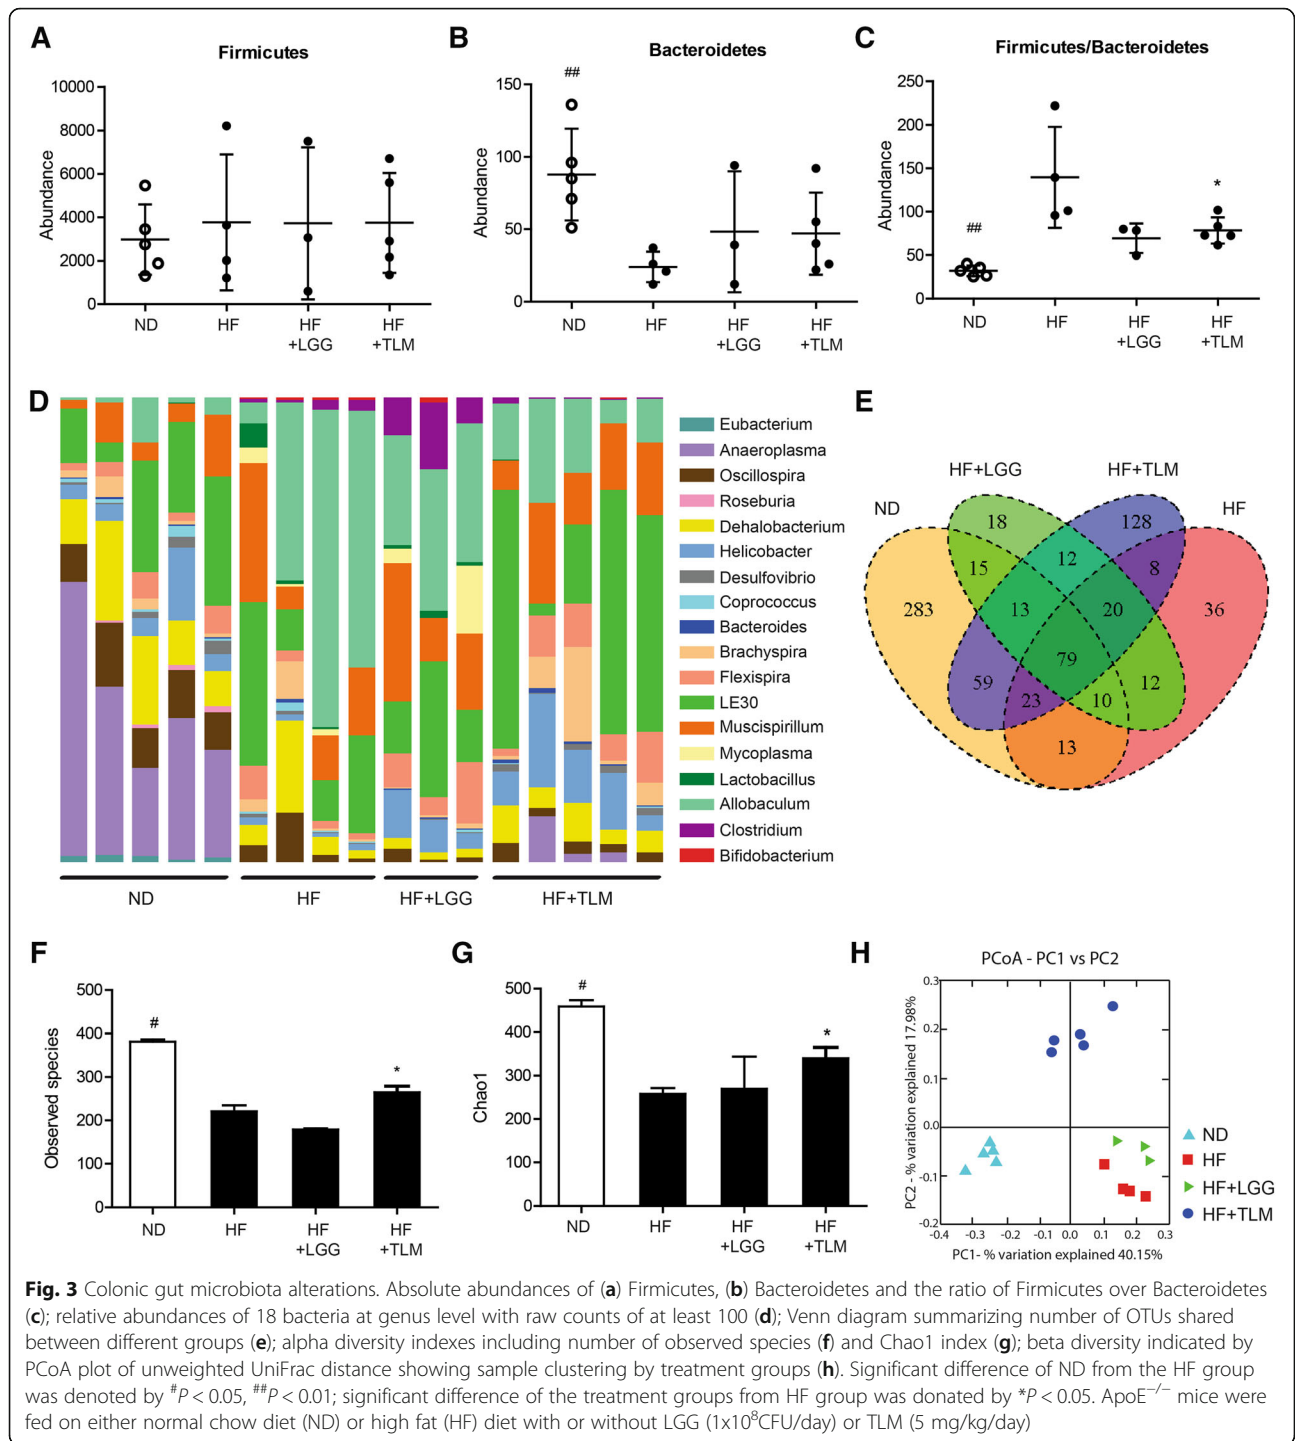 A
Firmicutes
Abundance
10000
8000
6000
4000
2000
0
ND
HF
HF
+LGG
HF
+TLM
B
Bacteroidetes
Abundance
150
100
50
0
##
ND
HF
HF
+LGG
HF
+TLM
C
Firmicutes/Bacteroidetes
Abundance
250
200
150
100
50
0
##
*
ND
HF
HF
+LGG
HF
+TLM
D
ND
HF
HF+LGG
HF+TLM
Eubacterium
Anaeroplasma
Oscillospira
Roseburia
Dehalobacterium
Helicobacter
Desulfovibrio
Coprococcus
Bacteroides
Brachyspira
Flexispira
LE30
Muscispirillum
Mycoplasma
Lactobacillus
Allobaculum
Clostridium
Bifidobacterium
E
HF+LGG
HF+TLM
ND
HF
18
128
12
15
8
283
13
20
36
79
59
23
10
12
13
F
Observed species
500
400
300
200
100
0
#
*
ND
HF
HF
+LGG
HF
+TLM
G
Chao1
500
400
300
200
100
0
#
*
ND
HF
HF
+LGG
HF
+TLM
H
PCoA - PC1 vs PC2
PC2 - % variation explained 17.98%
0.3
0.2
0.1
0.0
-0.1
-0.2
-0.4
-0.3
-0.2
-0.1
0.0
0.1
0.2
0.3
PC1- % variation explained 40.15%
ND
HF
HF+LGG
HF+TLM
Fig. 3 Colonic gut microbiota alterations. Absolute abundances of (a) Firmicutes, (b) Bacteroidetes and the ratio of Firmicutes over Bacteroidetes
(c); relative abundances of 18 bacteria at genus level with raw counts of at least 100 (d); Venn diagram summarizing number of OTUs shared
between different groups (e); alpha diversity indexes including number of observed species (f) and Chao1 index (g); beta diversity indicated by
PCoA plot of unweighted UniFrac distance showing sample clustering by treatment groups (h). Significant difference of ND from the HF group
was denoted by #P < 0.05, ##P < 0.01; significant difference of the treatment groups from HF group was donated by *P < 0.05. ApoE−/− mice were
fed on either normal chow diet (ND) or high fat (HF) diet with or without LGG (1x10⁸CFU/day) or TLM (5 mg/kg/day)